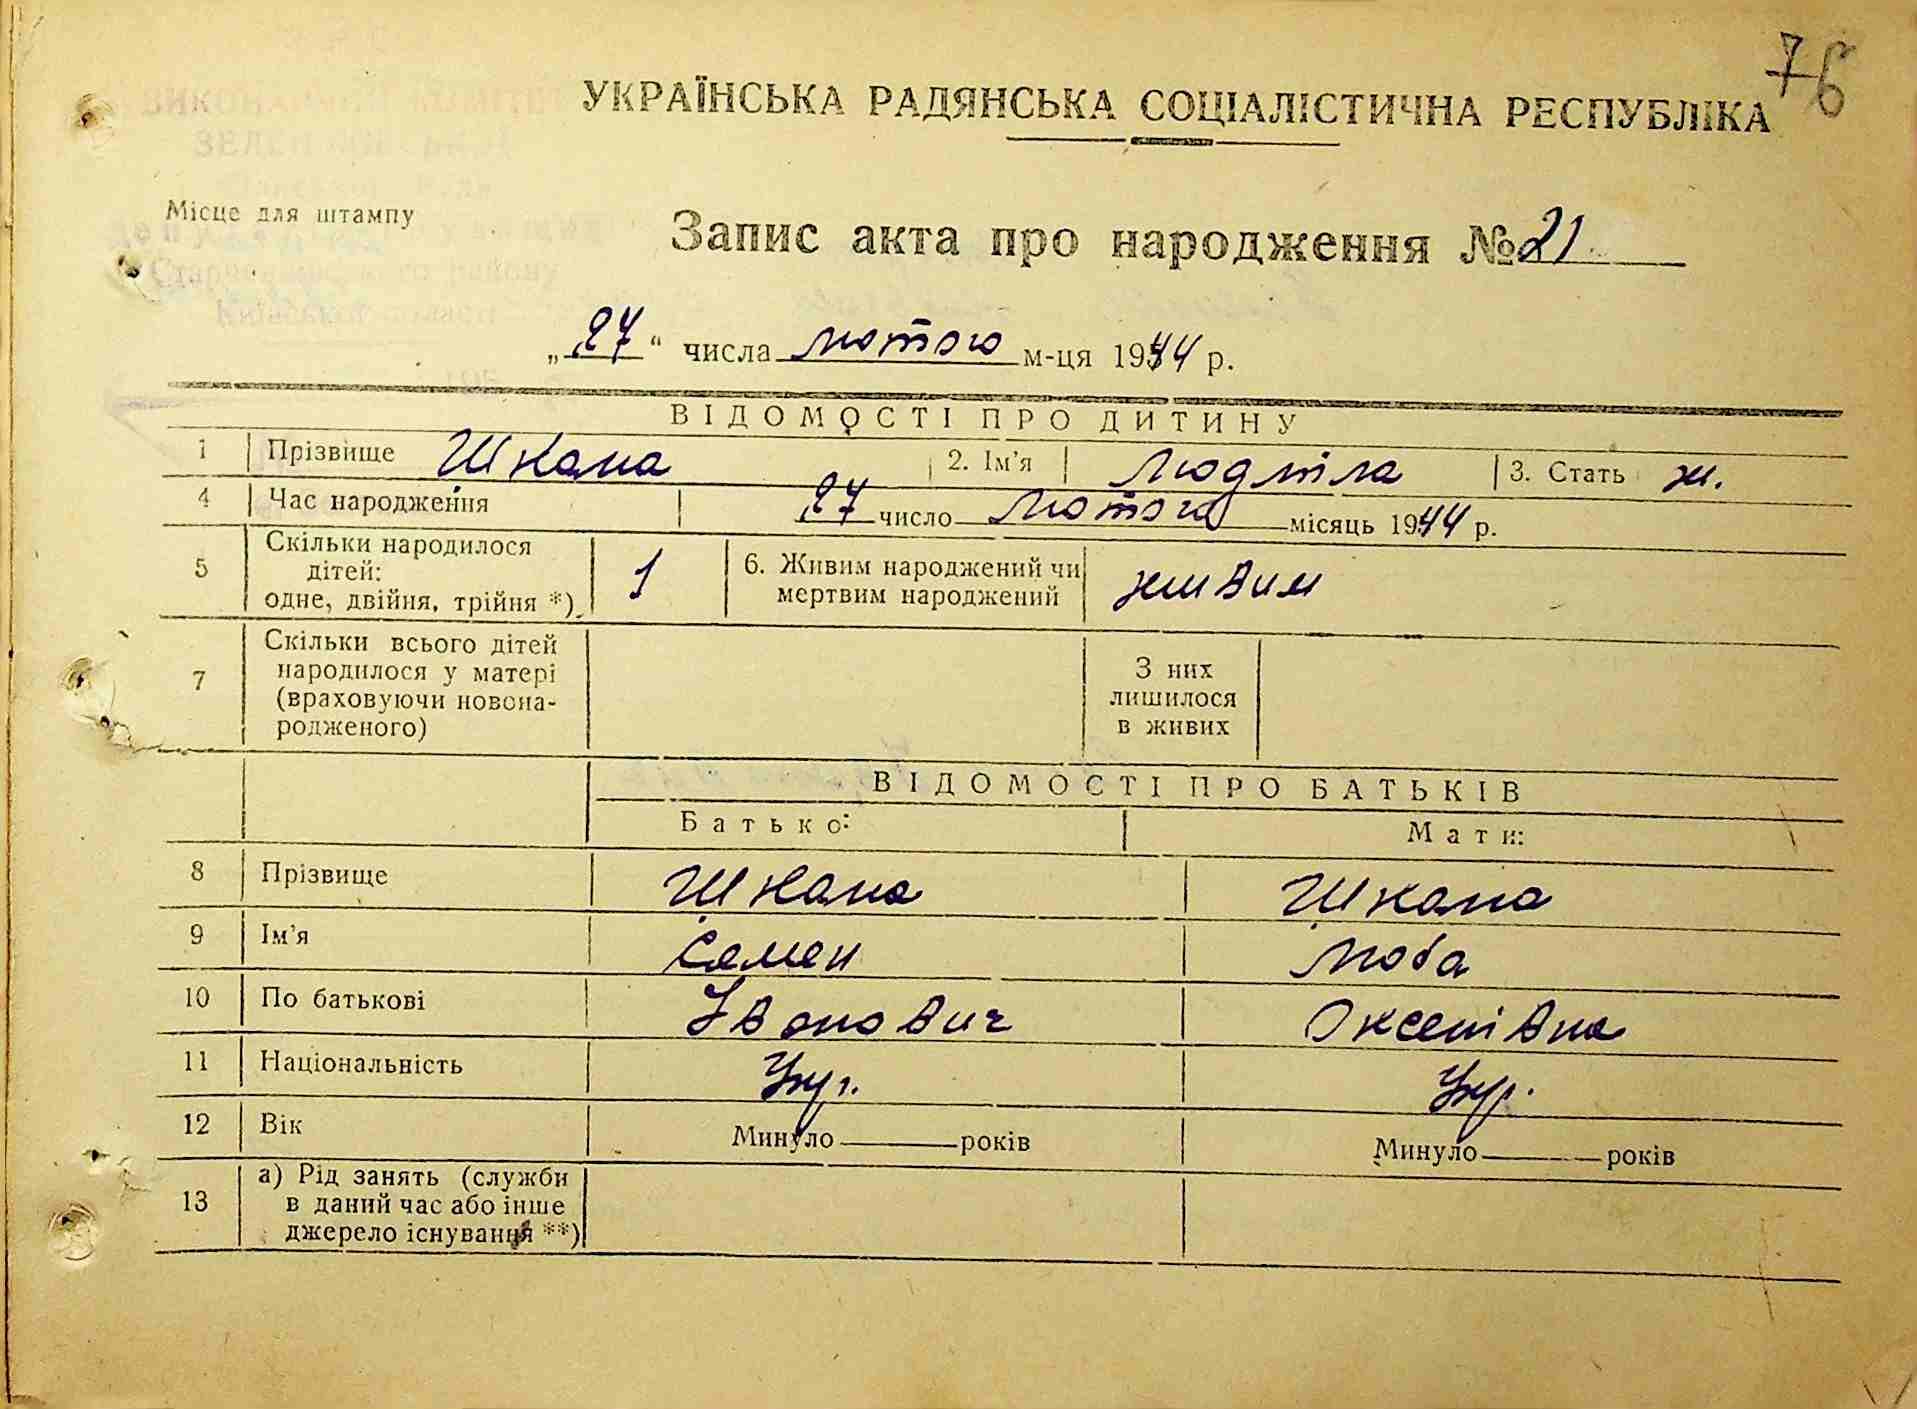 76
УКРАЇНСЬКА РАДЯНСЬКА СОЦІАЛІСТИЧНА РЕСПУБЛІКА
Місце для штампу
Запис акта про народження № 21
„27“ числа лютого м-ця 1944 р.
ВІДОМОСТІ ПРО ДИТИНУ
1 Прізвище Шкапа 2. Ім'я Людміла 3. Стать ж.
4 Час народження 27 число лютого місяць 1944 р.
5 Скільки народилося дітей: одне, двійня, трійня *) 1 6. Живим народжений чи мертвим народжений живим
7 Скільки всього дітей народилося у матері (враховуючи новонародженого) З них лишилося в живих
ВІДОМОСТІ ПРО БАТЬКІВ
Батько: Мати:
8 Прізвище Шкапа Шкапа
9 Ім'я Семен Люба
10 По батькові Іванович Оксентівна
11 Національність Укр. Укр.
12 Вік Минуло років Минуло років
13 а) Рід занять (служби в даний час або інше джерело існування **)